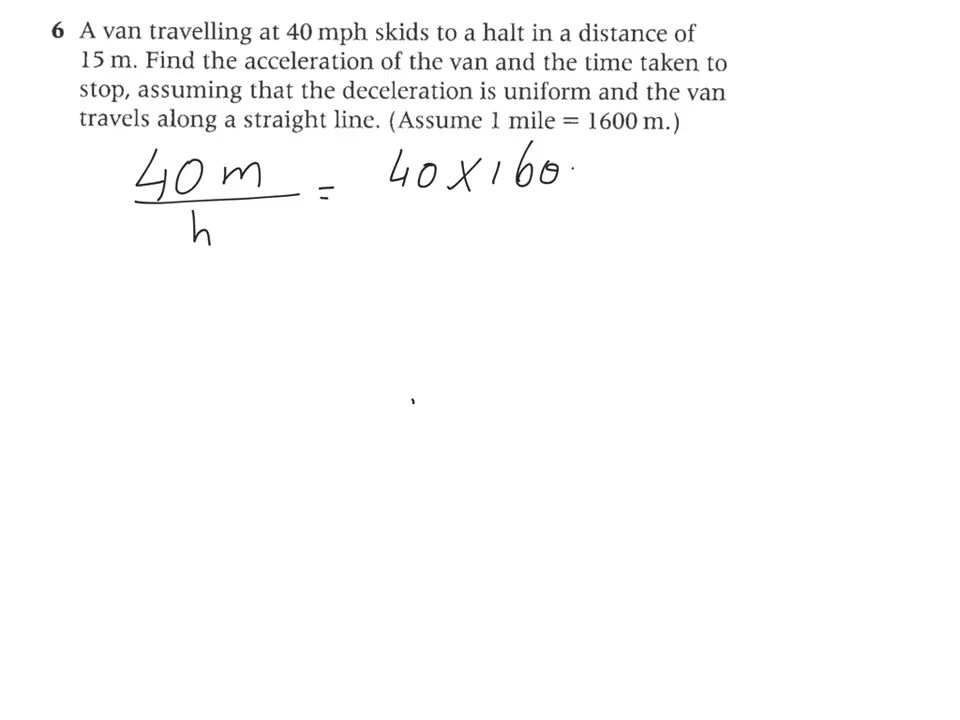 6 A van travelling at 40 mph skids to a halt in a distance of
15 m. Find the acceleration of the van and the time taken to
stop, assuming that the deceleration is uniform and the van
travels along a straight line. (Assume 1 mile = 1600 m.)
40 m / h = 40 × 160